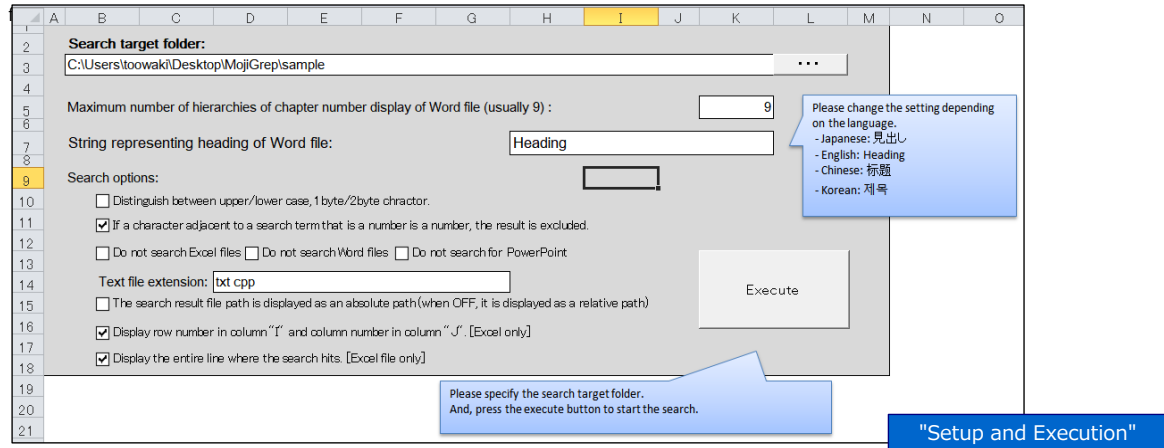 A B C D E F G H I J K L M N O
2 Search target folder:
3 C:\Users\toowaki\Desktop\MojiGrep\sample ...
4
5 Maximum number of hierarchies of chapter number display of Word file (usually 9) : 9
6
7 String representing heading of Word file: Heading
8
Please change the setting depending
on the language.
- Japanese: 見出し
- English: Heading
- Chinese: 标题
- Korean: 제목
9 Search options:
10 Distinguish between upper/lower case, 1byte/2byte chractor.
11 If a character adjacent to a search term that is a number is a number, the result is excluded.
12
Do not search Excel files Do not search Word files Do not search for PowerPoint
13
14 Text file extension: txt cpp
Execute
15 The search result file path is displayed as an absolute path(when OFF, it is displayed as a relative path)
16 Display row number in column"I" and column number in column "J". [Excel only]
17
18 Display the entire line where the search hits. [Excel file only]
19 Please specify the search target folder.
20 And, press the execute button to start the search.
21
"Setup and Execution"